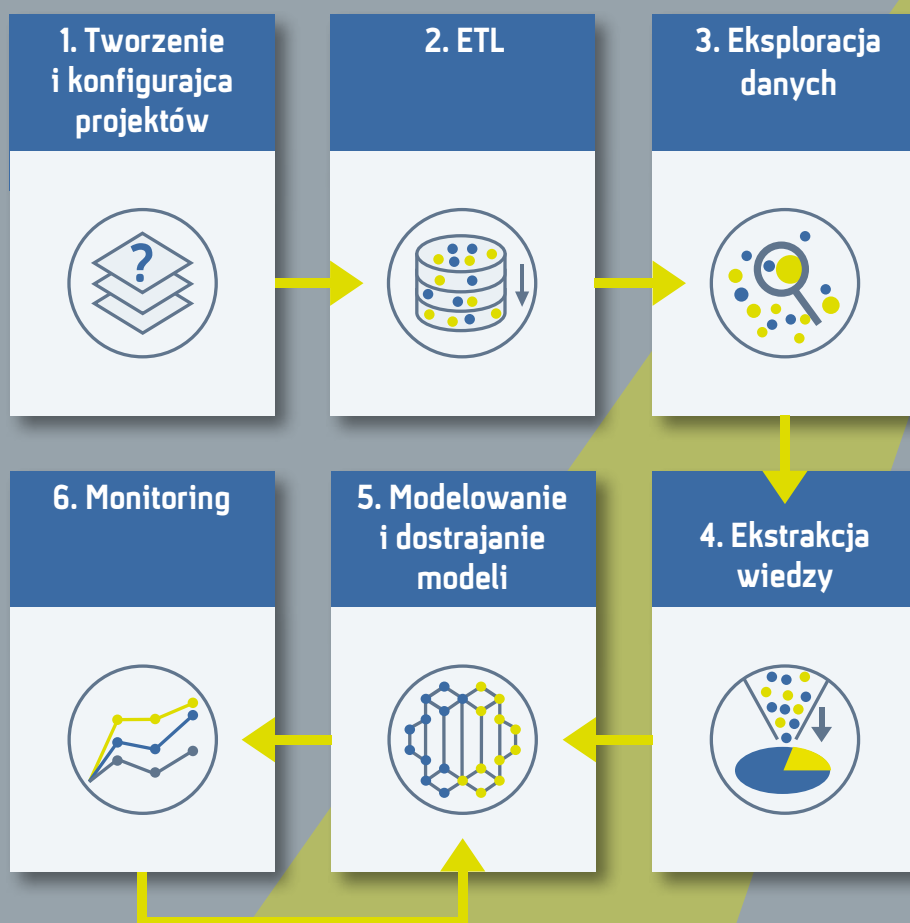 1. Tworzenie
i konfigurajca
projektów
2. ETL
3. Eksploracja
danych
?
4. Ekstrakcja
wiedzy
5. Modelowanie
i dostrajanie
modeli
6. Monitoring